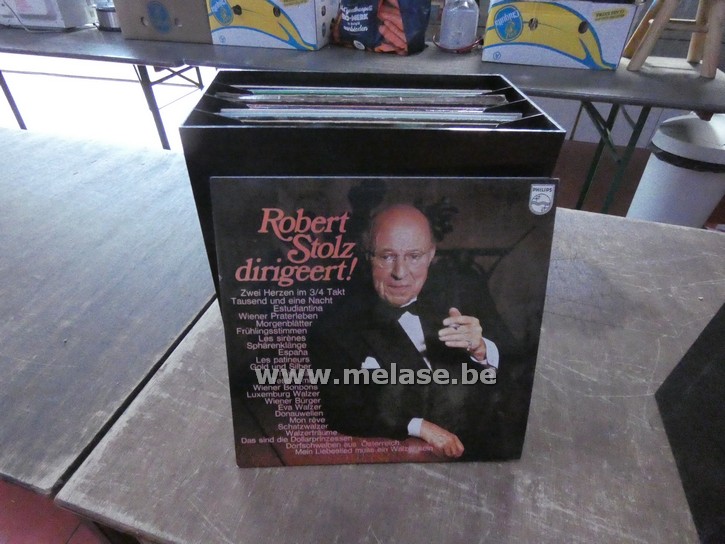 Robert
Stolz
dirigeert!
PHILIPS
Zwei Herzen im 3/4 Takt
Tausend und eine Nacht
Estudiantina
Wiener Praterleben
Morgenblätter
Frühlingsstimmen
Les sirènes
Sphärenklänge
España
Les patineurs
Gold und Silber
www.melase.be
Wiener Bonbons
Luxemburg Walzer
Wiener Bürger
Eva Walzer
Donauwellen
Mon rêve
Schatzwalzer
Walzerträume
Das sind die Dollarprinzessen
Dorfschwalben aus Österreich
Mein Liebeslied muss ein Walzer sein